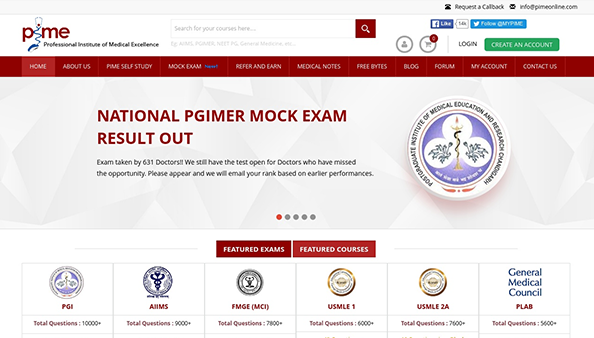 Request a Callback
info@pimeonline.com
pime
Professional Institute of Medical Excellence
Search for your courses here....
Eg. AIIMS, PGIMER, NEET PG, General Medicine, etc...
Like
14k
Follow @MYPIME
0
LOGIN
CREATE AN ACCOUNT
HOME
ABOUT US
PIME SELF STUDY
MOCK EXAM
REFER AND EARN
MEDICAL NOTES
FREE BYTES
BLOG
FORUM
MY ACCOUNT
CONTACT US
NATIONAL PGIMER MOCK EXAM
RESULT OUT
Exam taken by 631 Doctors!! We still have the test open for Doctors who have missed
the opportunity. Please appear and we will email your rank based on earlier performances.
POSTGRADUATE INSTITUTE OF MEDICAL EDUCATION AND RESEARCH, CHANDIGARH
FEATURED EXAMS
FEATURED COURSES
General
Medical
Council
PGI
AIIMS
FMGE (MCI)
USMLE 1
USMLE 2A
PLAB
Total Questions : 10000+
Total Questions : 9000+
Total Questions : 7800+
Total Questions : 6000+
Total Questions : 7600+
Total Questions : 5600+